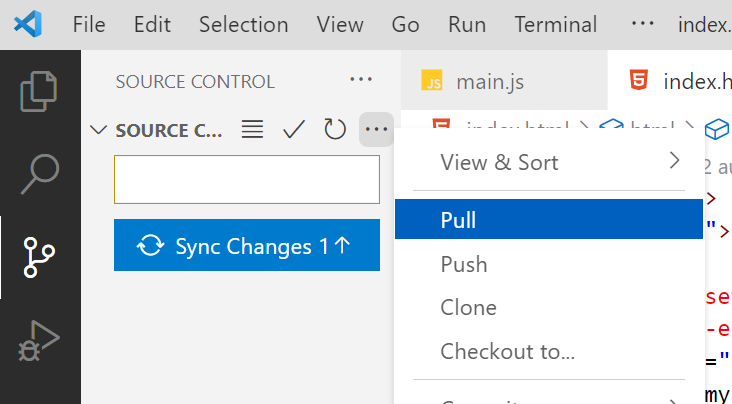 File Edit Selection View Go Run Terminal ··· index.
SOURCE CONTROL ···
JS main.js
index.h
SOURCE C... ···
index.html > html >
View & Sort >
Pull
Push
Clone
Checkout to...
Sync Changes 1↑
2 au
>
">
se
-e
="
my